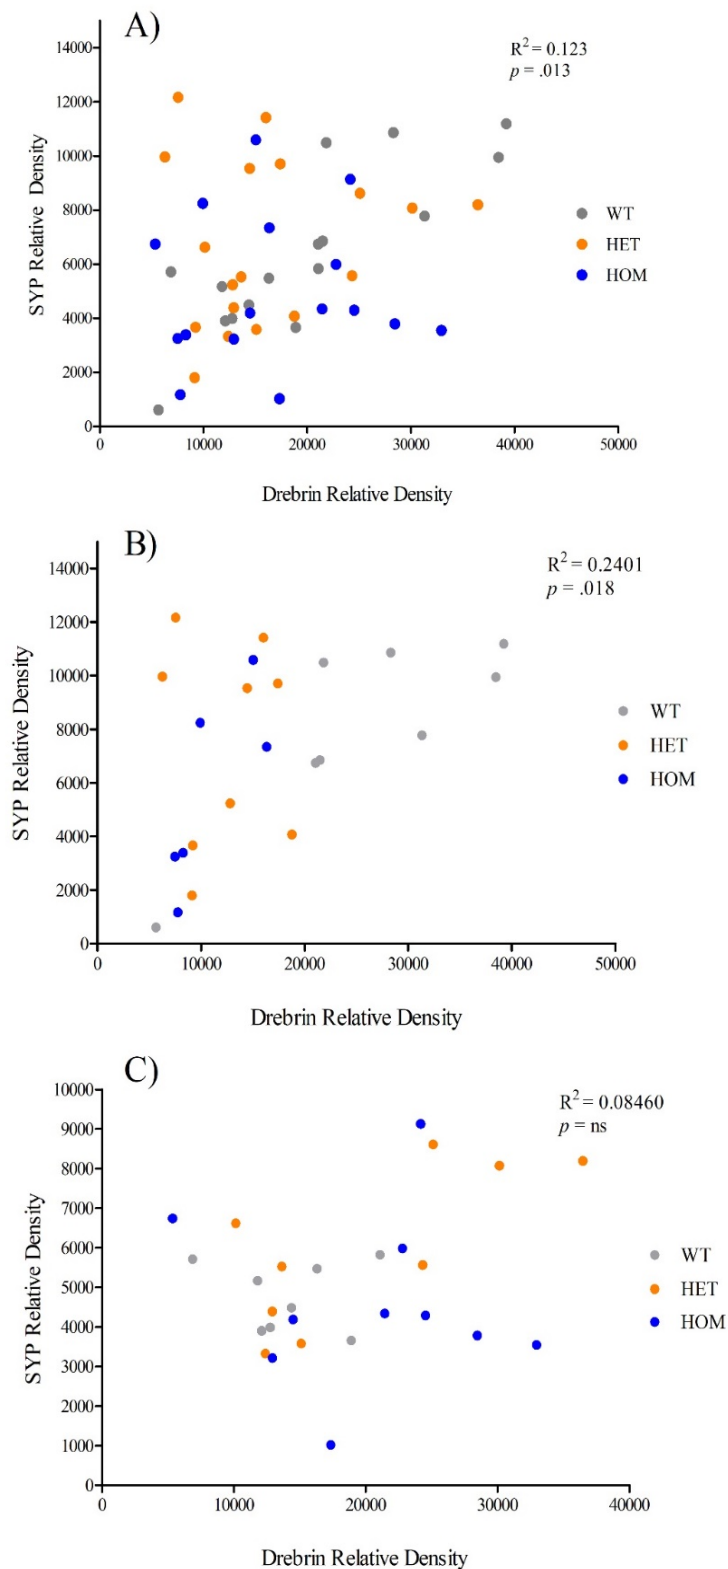 A)
R² = 0.123
p = .013
14000
12000
10000
8000
6000
4000
2000
0
SYP Relative Density
WT
HET
HOM
0 10000 20000 30000 40000 50000
Drebrin Relative Density
B)
R² = 0.2401
p = .018
14000
12000
10000
8000
6000
4000
2000
0
SYP Relative Density
WT
HET
HOM
0 10000 20000 30000 40000 50000
Drebrin Relative Density
C)
R² = 0.08460
p = ns
10000
9000
8000
7000
6000
5000
4000
3000
2000
1000
0
SYP Relative Density
WT
HET
HOM
0 10000 20000 30000 40000
Drebrin Relative Density